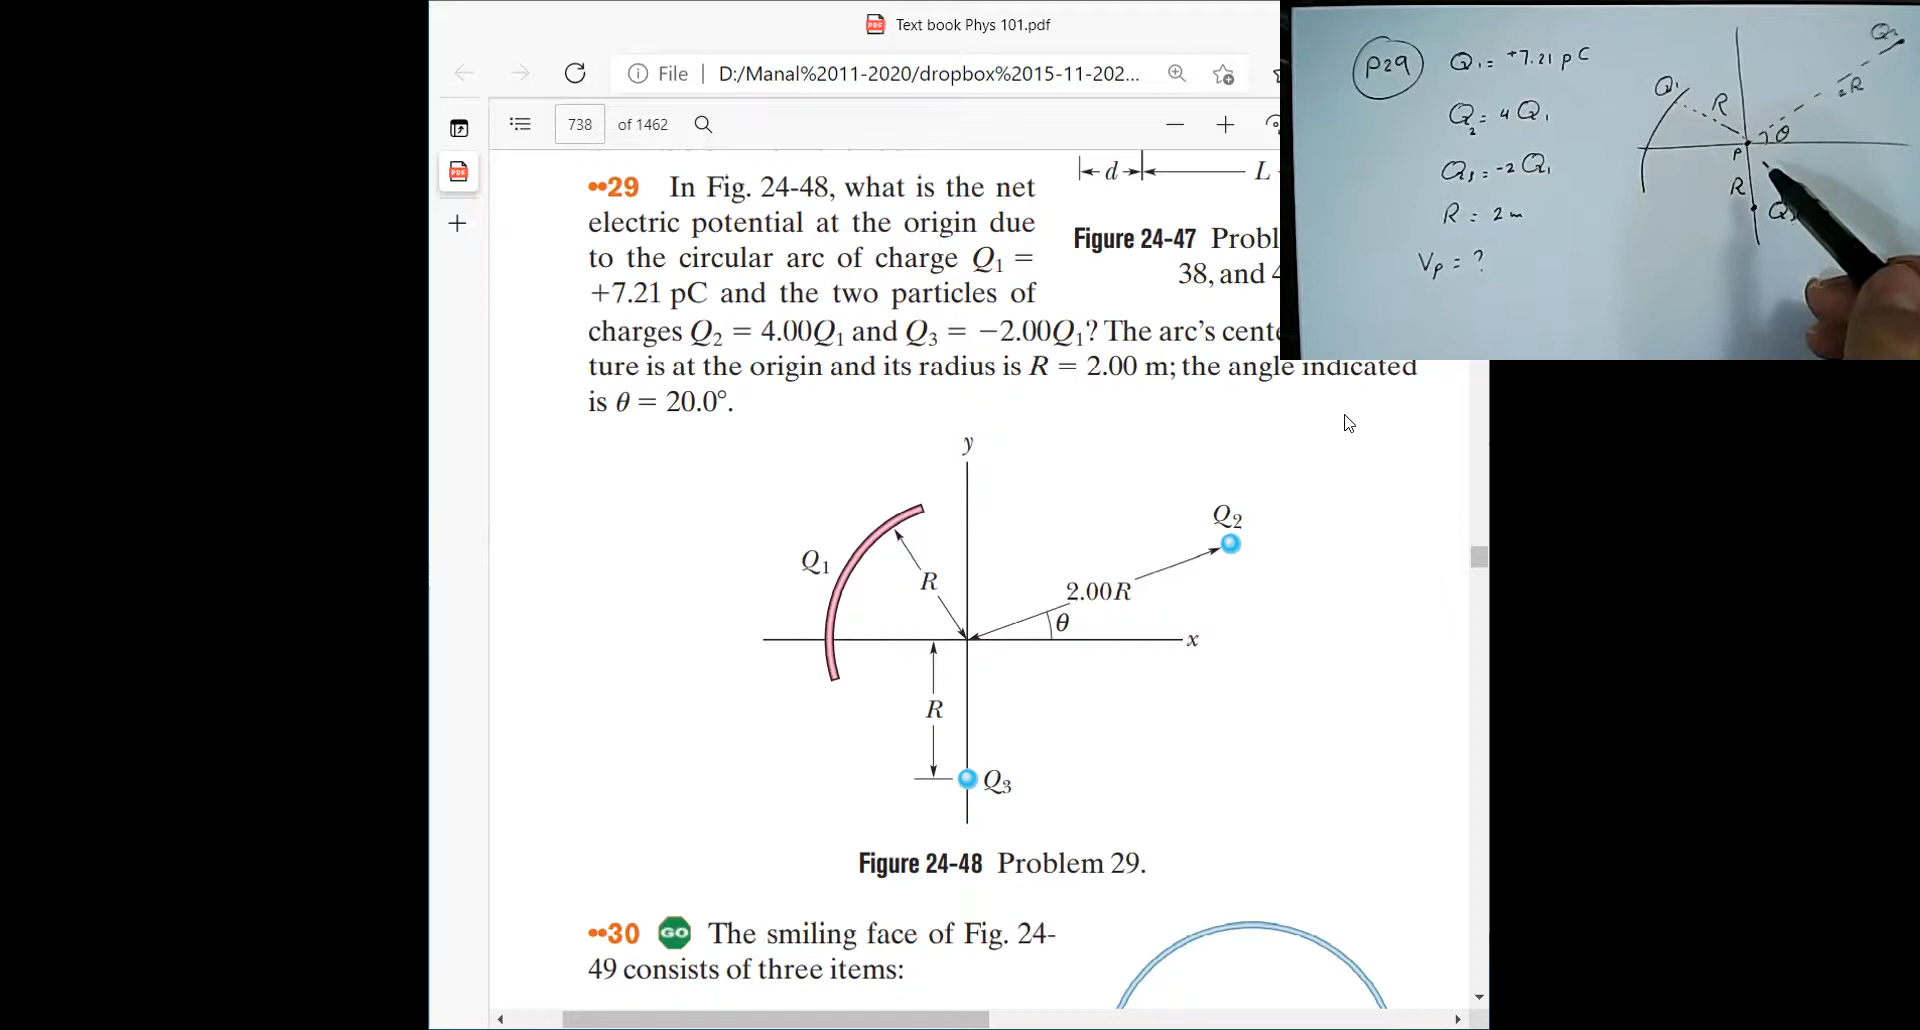 Text book Phys 101.pdf
File | D:/Manal%2011-2020/dropbox%2015-11-202...
738 of 1462
••29 In Fig. 24-48, what is the net
electric potential at the origin due
to the circular arc of charge Q₁ =
+7.21 pC and the two particles of
charges Q₂ = 4.00Q₁ and Q₃ = −2.00Q₁? The arc's cente
ture is at the origin and its radius is R = 2.00 m; the angle indicated
is θ = 20.0°.
d L
Figure 24-47 Probl
38, and 4
y
Q₂
Q₁
R
2.00R
θ
x
R
Q₃
Figure 24-48 Problem 29.
••30 GO The smiling face of Fig. 24-
49 consists of three items:
P29
Q₁ = +7.21 pC
Q₂ = 4 Q₁
Q₃ = -2 Q₁
R = 2 m
Vp = ?
Q₂
Q₁
R
2R
θ
P
R